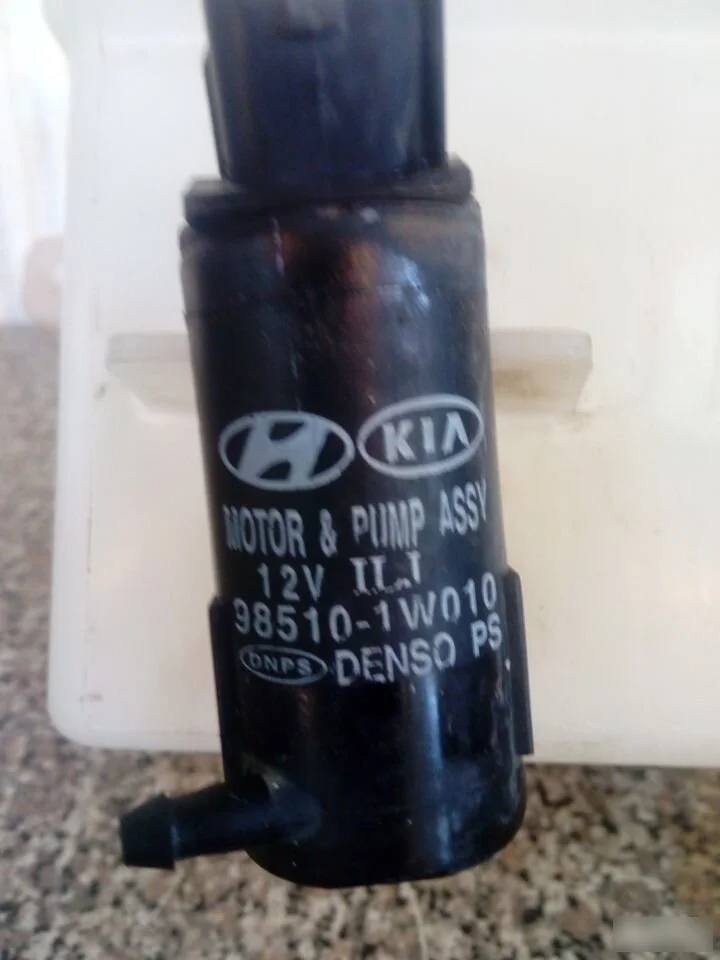 KIA
MOTOR & PUMP ASSY
12V
98510-1W010
DNPS DENSO PS